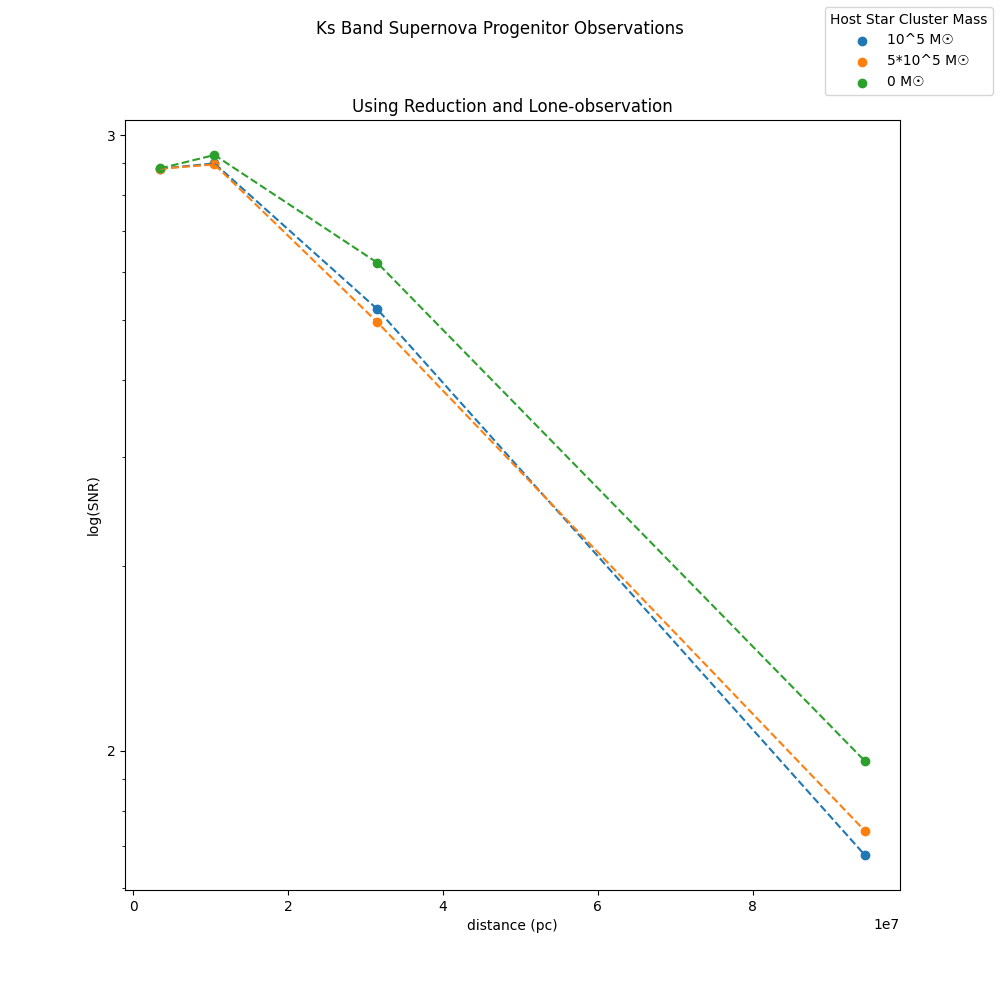 Ks Band Supernova Progenitor Observations
Host Star Cluster Mass
10^5 M☉
5*10^5 M☉
0 M☉
Using Reduction and Lone-observation
log(SNR)
3
2
0 2 4 6 8
1e7
distance (pc)